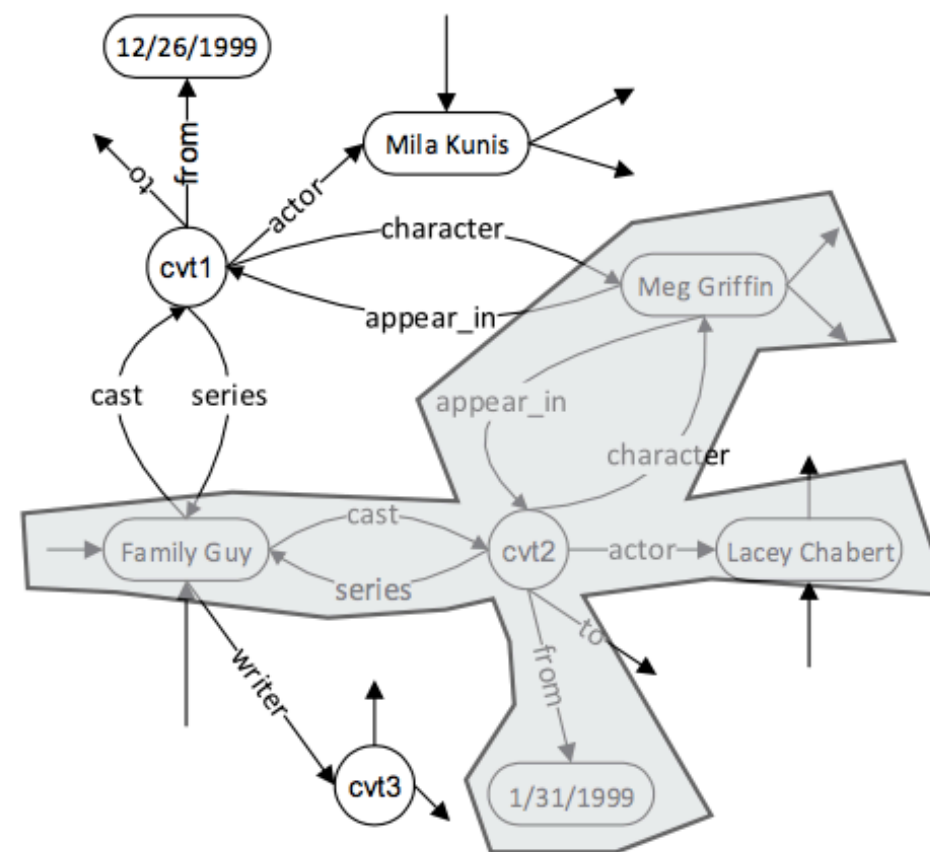 12/26/1999
Mila Kunis
to
from
actor
cvt1
character
Meg Griffin
appear_in
cast
series
appear_in
character
cast
Family Guy
cvt2
actor
Lacey Chabert
series
to
from
writer
cvt3
1/31/1999